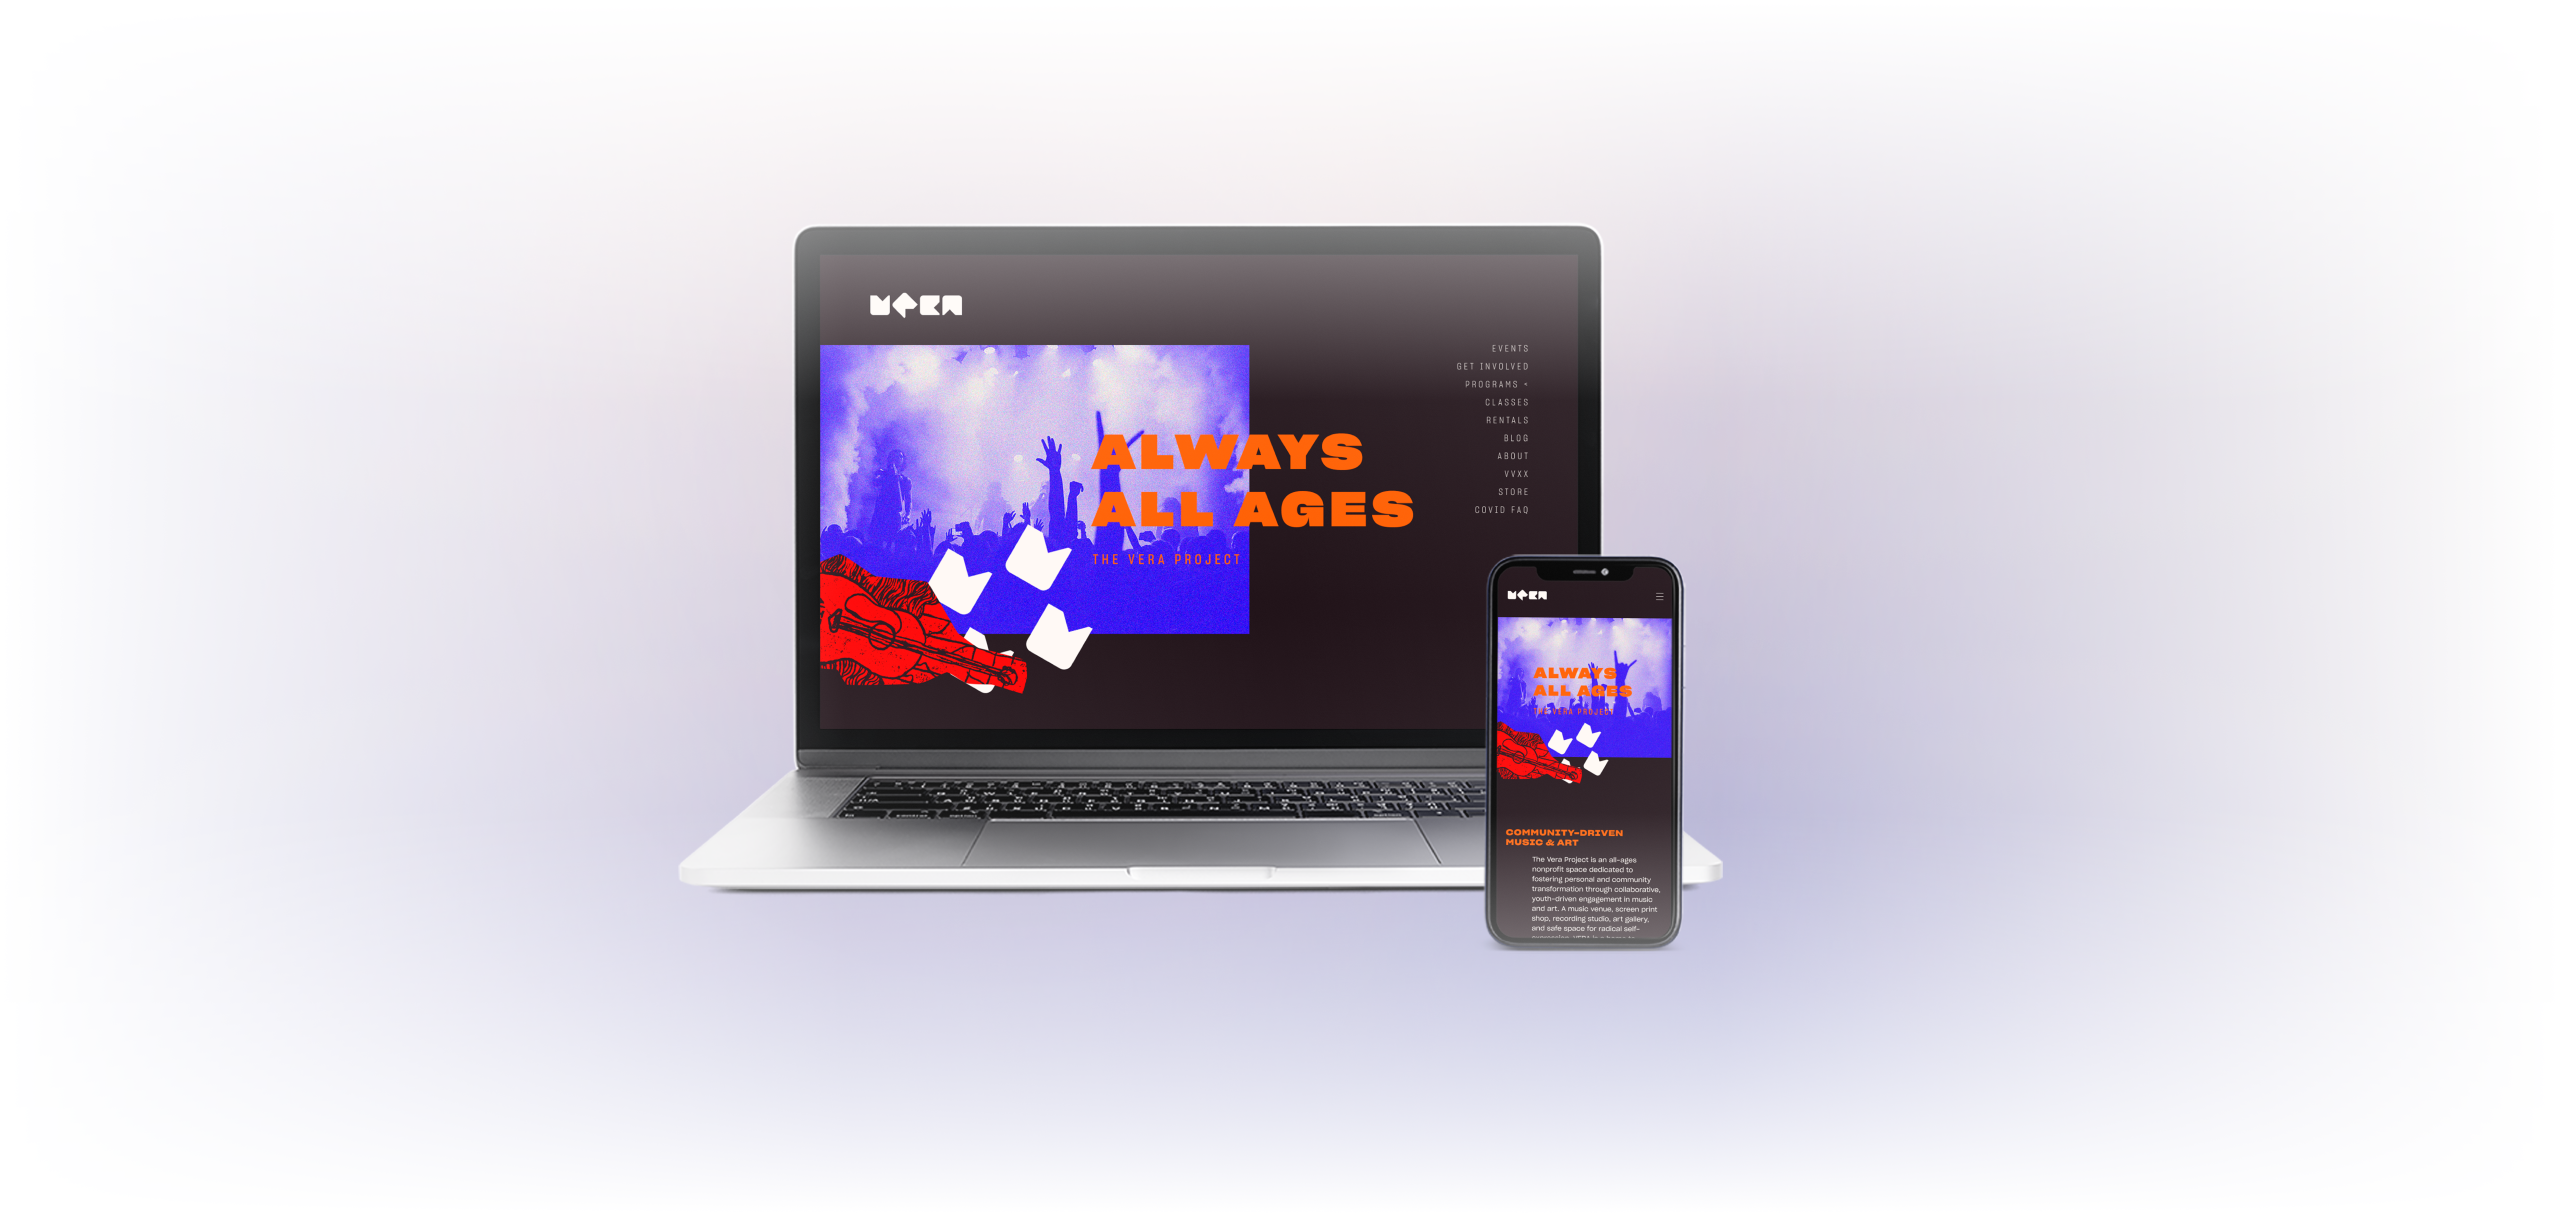 VERA
EVENTS
GET INVOLVED
PROGRAMS <
CLASSES
RENTALS
BLOG
ABOUT
VVXX
STORE
COVID FAQ
ALWAYS
ALL AGES
THE VERA PROJECT
VERA
ALWAYS
ALL AGES
THE VERA PROJECT
COMMUNITY-DRIVEN
MUSIC & ART
The Vera Project is an all-ages
nonprofit space dedicated to
fostering personal and community
transformation through collaborative,
youth-driven engagement in music
and art. A music venue, screen print
shop, recording studio, art gallery,
and safe space for radical self-